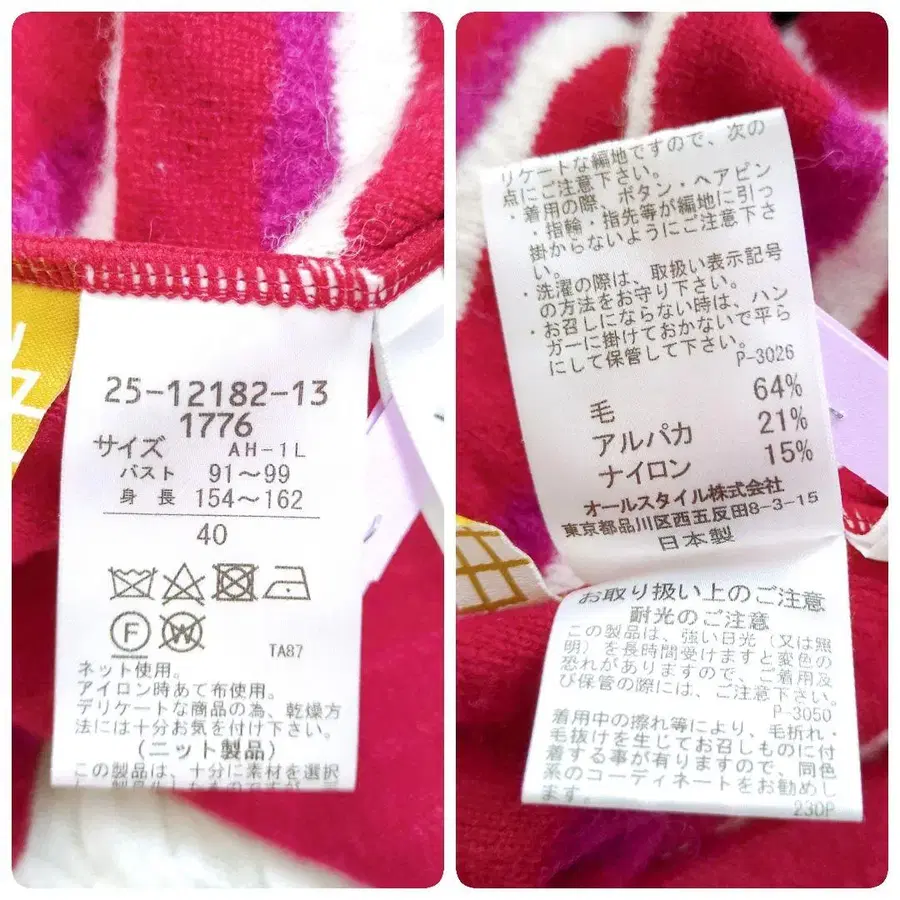 25-12182-13
1776
サイズ AH-1L
バスト 91～99
身長 154～162
40
F W
TA87
ネット使用。
アイロン時あて布使用。
デリケートな商品の為、乾燥方
法には十分お気を付け下さい。
(ニット製品)
この製品は、十分に素材を選択
リケートな編地ですので、次の
点にご注意下さい。
・着用の際、ボタン・ヘアピン
・指輪・指先等が編地に引っ
掛からないようにご注意下さ
い。
・洗濯の際は、取扱い表示記号
の方法をお守り下さい。
・お召しにならない時は、ハン
ガーに掛けておかないで平ら
にして保管して下さい。
P-3026
毛 64%
アルパカ 21%
ナイロン 15%
オールスタイル株式会社
東京都品川区西五反田8-3-15
日本製
お取り扱い上のご注意
耐光のご注意
この製品は、強い日光(又は照
明)を長時間受けますと変色の
恐れがありますので、ご着用及
び保管の際には、ご注意下さい。
P-3050
着用中の擦れ等により、毛折れ・
毛抜けを生じてお召しものに付
着する事が有りますので、同色
系のコーディネートをお勧めし
ます。
230P